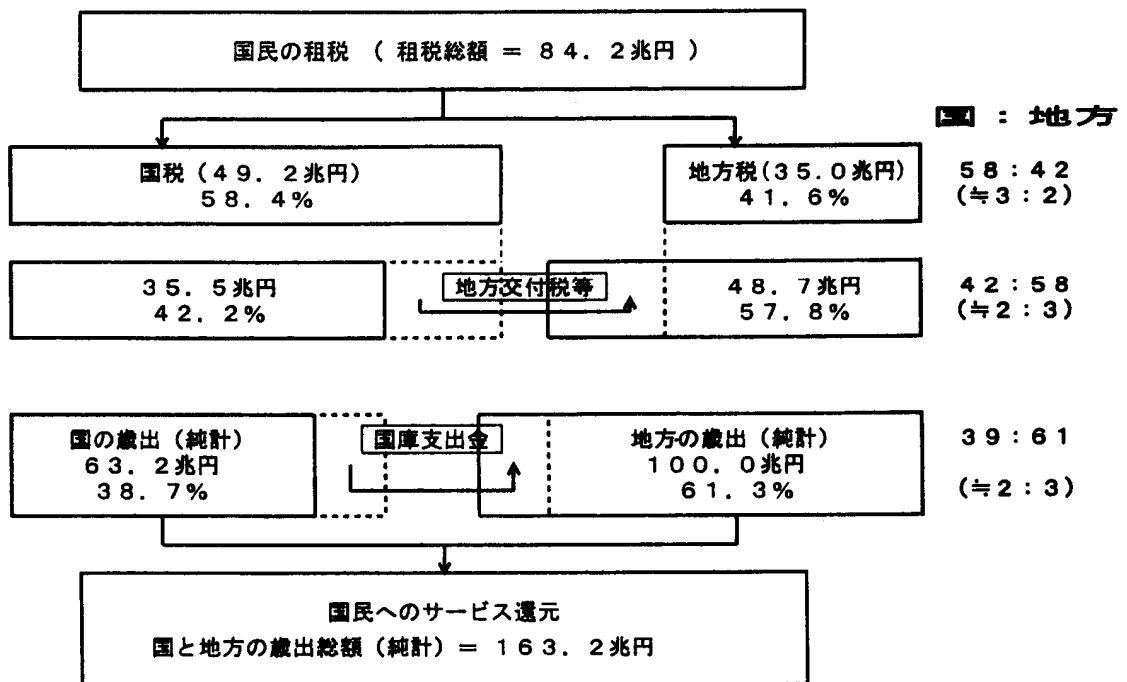 国民の租税 （ 租税総額 ＝ ８４．２兆円 ）
国 ： 地方
国税（４９．２兆円）
５８．４％
地方税（３５．０兆円）
４１．６％
５８：４２
（≒３：２）
３５．５兆円
４２．２％
地方交付税等
４８．７兆円
５７．８％
４２：５８
（≒２：３）
国の歳出（純計）
６３．２兆円
３８．７％
国庫支出金
地方の歳出（純計）
１００．０兆円
６１．３％
３９：６１
（≒２：３）
国民へのサービス還元
国と地方の歳出総額（純計）＝ １６３．２兆円